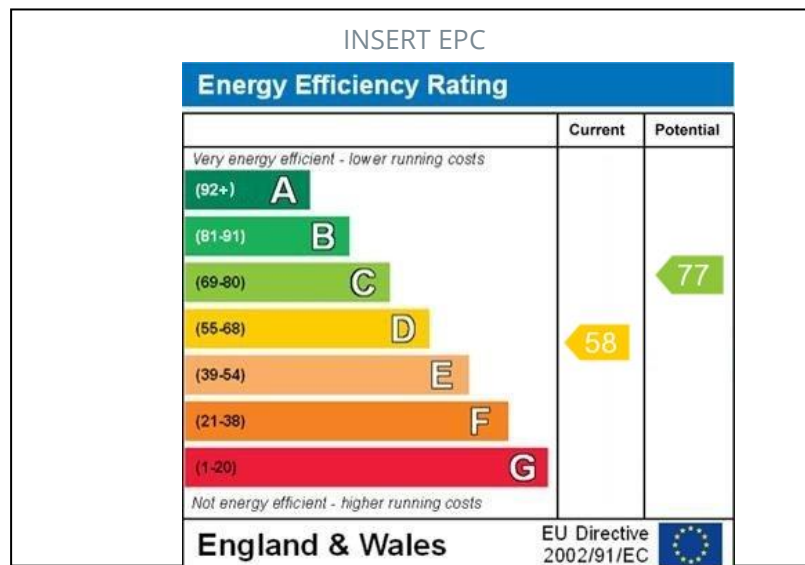 INSERT EPC
Energy Efficiency Rating
Current Potential
Very energy efficient - lower running costs
(92+) A
(81-91) B
(69-80) C
77
(55-68) D
58
(39-54) E
(21-38) F
(1-20) G
Not energy efficient - higher running costs
England & Wales
EU Directive
2002/91/EC